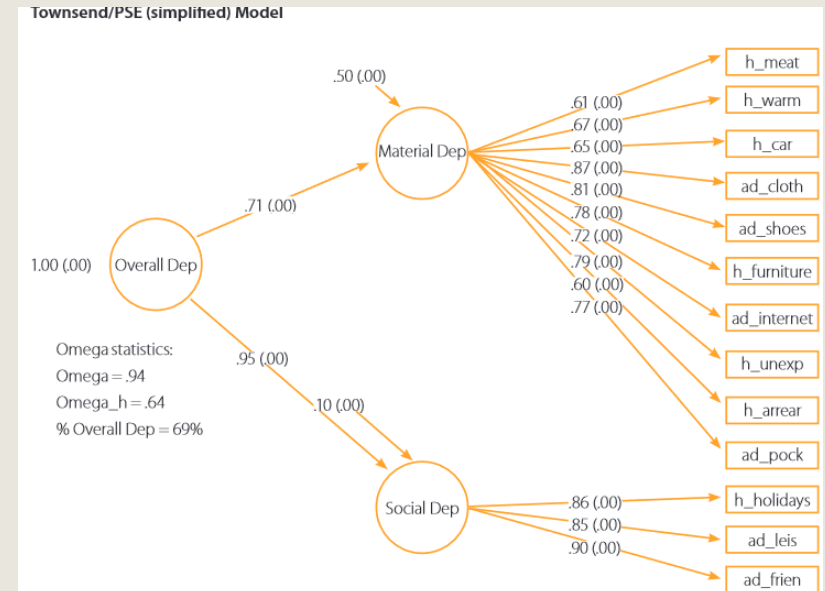 Townsend/PSE (simplified) Model
.50 (.00)
h_meat
.61 (.00)
h_warm
.67 (.00)
Material Dep
.65 (.00)
h_car
.87 (.00)
ad_cloth
.81 (.00)
.71 (.00)
.78 (.00)
ad_shoes
.72 (.00)
1.00 (.00)
Overall Dep
.79 (.00)
h_furniture
.60 (.00)
.77 (.00)
ad_internet
Omega statistics:
.95 (.00)
h_unexp
Omega = .94
Omega_h = .64
.10 (.00)
h_arrear
% Overall Dep = 69%
ad_pock
Social Dep
.86 (.00)
h_holidays
.85 (.00)
ad_leis
.90 (.00)
ad_frien